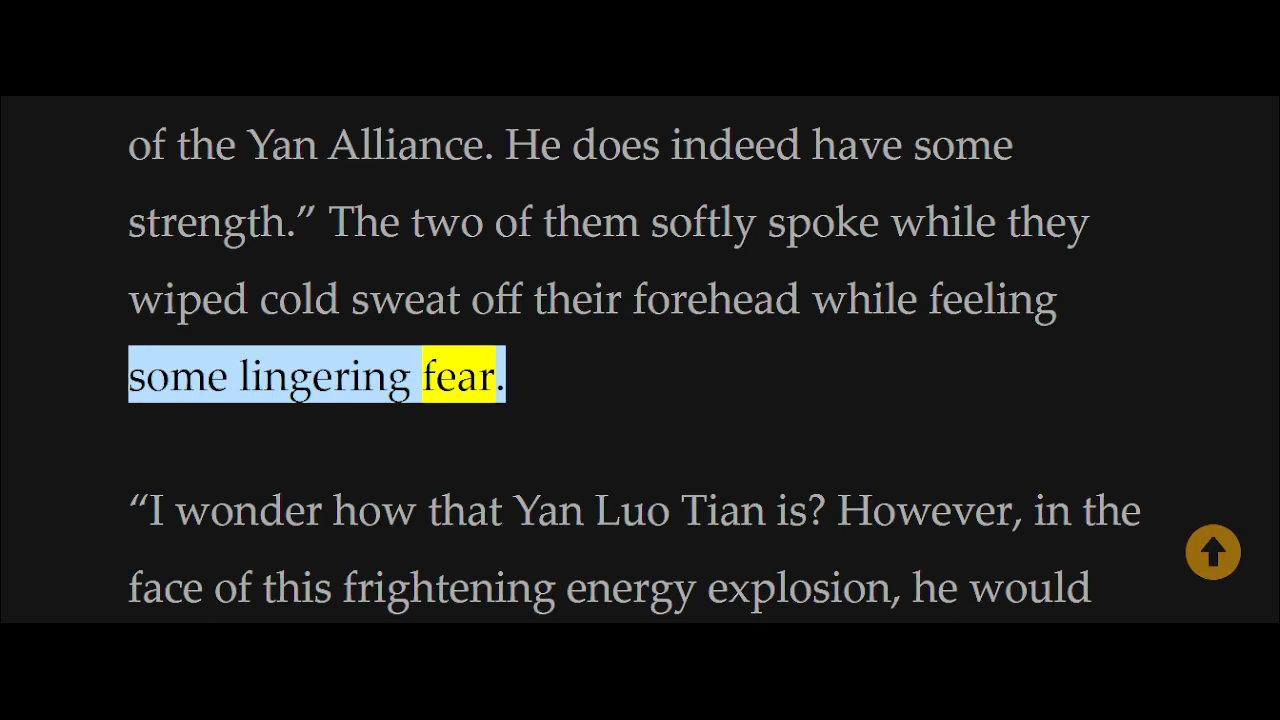 of the Yan Alliance. He does indeed have some
strength.” The two of them softly spoke while they
wiped cold sweat off their forehead while feeling
some lingering fear.
“I wonder how that Yan Luo Tian is? However, in the
face of this frightening energy explosion, he would